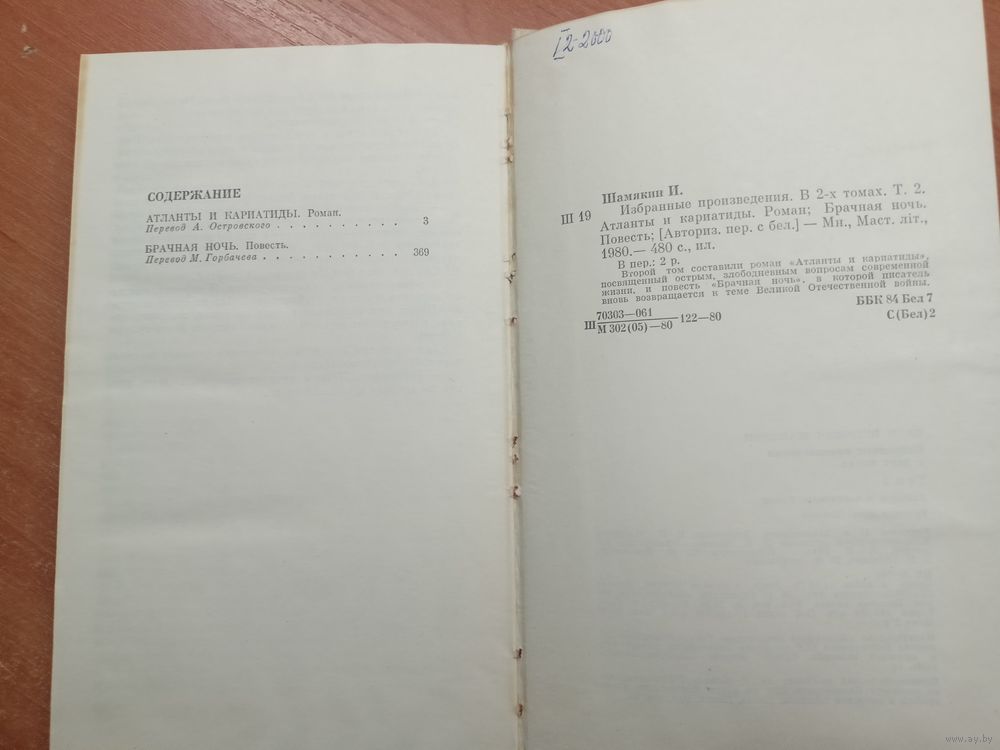 СОДЕРЖАНИЕ
АТЛАНТЫ И КАРИАТИДЫ. Роман.
Перевод А. Островского . . . . . . . . . . . 3
БРАЧНАЯ НОЧЬ. Повесть.
Перевод М. Горбачева . . . . . . . . . . . 369
I2-2000
Шамякин И.
Ш 19 Избранные произведения. В 2-х томах. Т. 2.
Атланты и кариатиды. Роман; Брачная ночь.
Повесть; [Авториз. пер. с бел.] — Мн., Маст. літ.,
1980.— 480 с., ил.
В пер.: 2 р.
Второй том составили роман «Атланты и кариатиды»,
посвященный острым, злободневным вопросам современной
жизни, и повесть «Брачная ночь», в которой писатель
вновь возвращается к теме Великой Отечественной войны.
ББК 84 Бел 7
С(Бел)2
Ш 70303—061
М 302(05)—80 122—80
www.ay.by